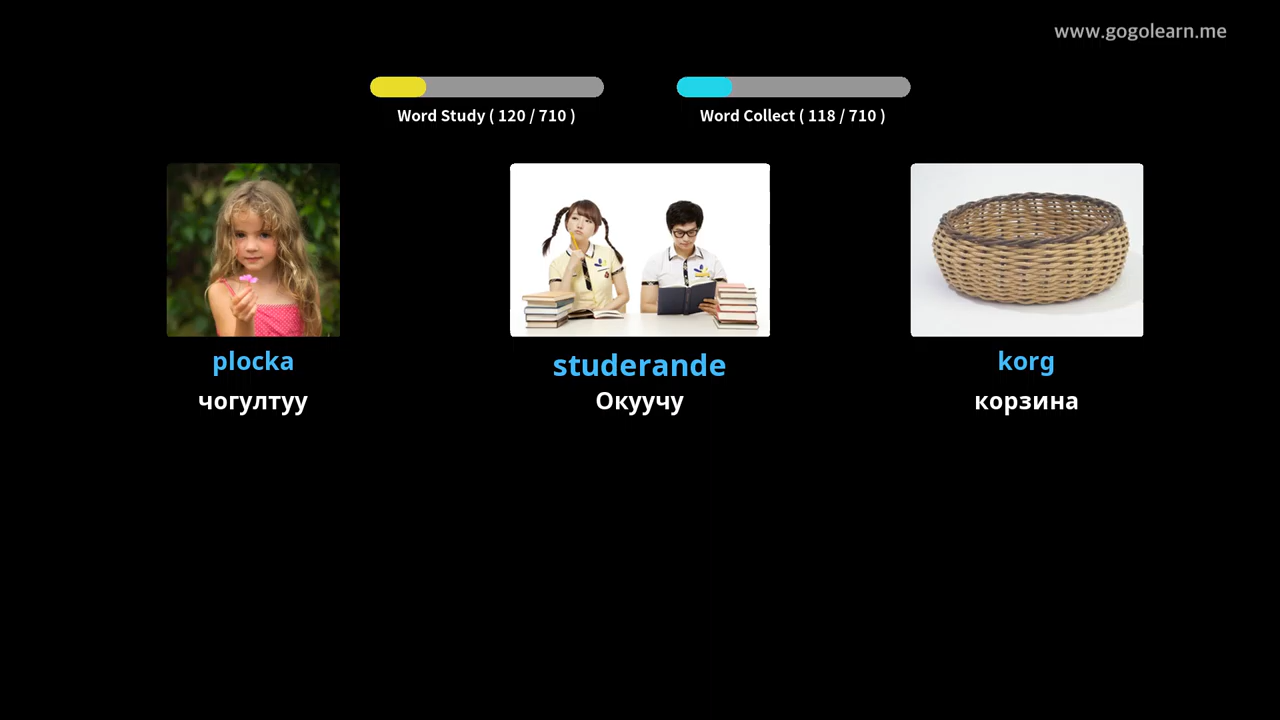 www.gogolearn.me
Word Study ( 120 / 710 )
Word Collect ( 118 / 710 )
plocka
чогултуу
studerande
Окуучу
korg
корзина